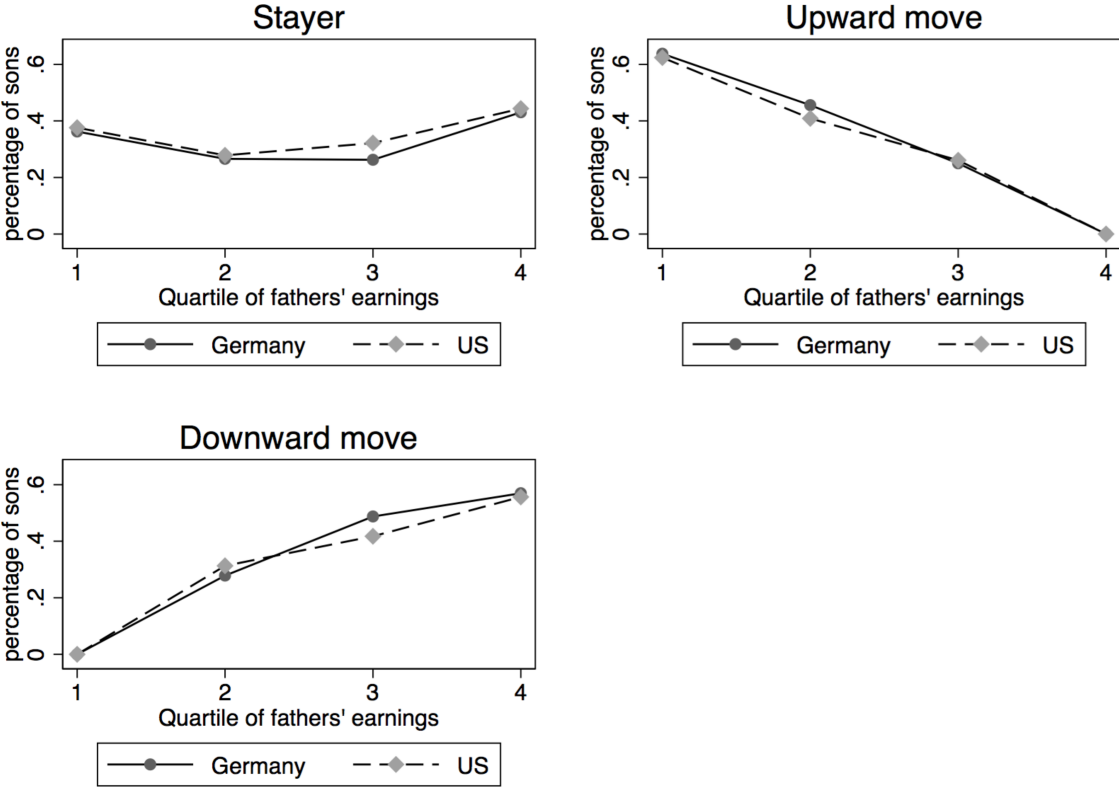 Stayer
percentage of sons
.6
.4
.2
0
1 2 3 4
Quartile of fathers' earnings
Germany US
Upward move
percentage of sons
.6
.4
.2
0
1 2 3 4
Quartile of fathers' earnings
Germany US
Downward move
percentage of sons
.6
.4
.2
0
1 2 3 4
Quartile of fathers' earnings
Germany US